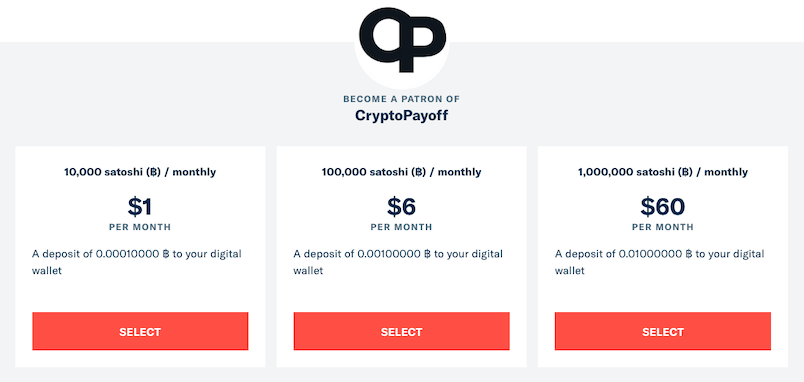 CP
BECOME A PATRON OF
CryptoPayoff
10,000 satoshi (฿) / monthly
$1
PER MONTH
A deposit of 0.00010000 ฿ to your digital
wallet
SELECT
100,000 satoshi (฿) / monthly
$6
PER MONTH
A deposit of 0.00100000 ฿ to your digital
wallet
SELECT
1,000,000 satoshi (฿) / monthly
$60
PER MONTH
A deposit of 0.01000000 ฿ to your digital
wallet
SELECT